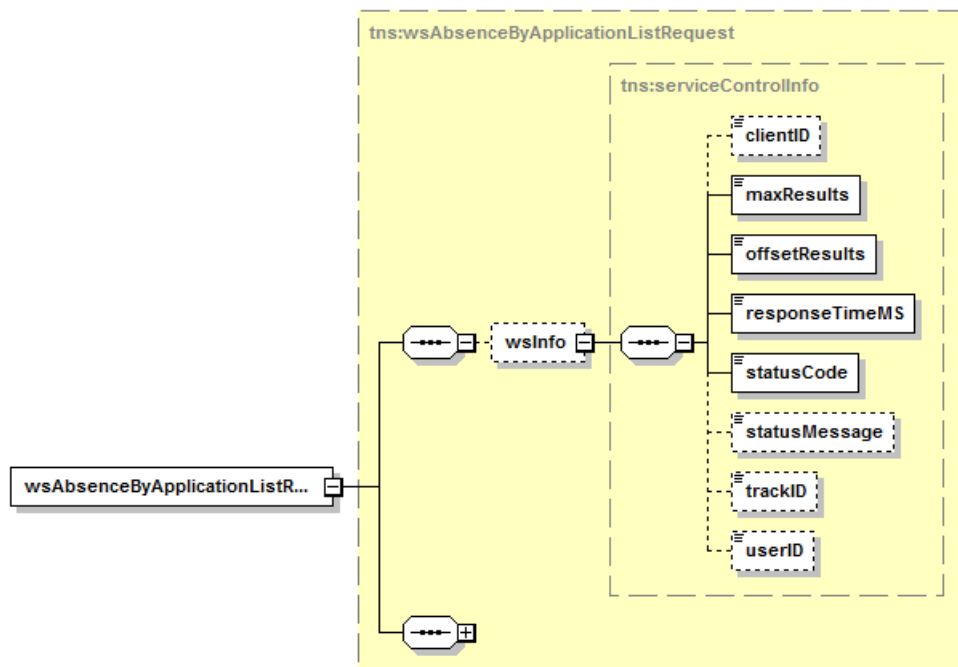 tns:wsAbsenceByApplicationListRequest
tns:serviceControlInfo
clientID
maxResults
offsetResults
responseTimeMS
wsInfo
statusCode
statusMessage
wsAbsenceByApplicationListR...
trackID
userID